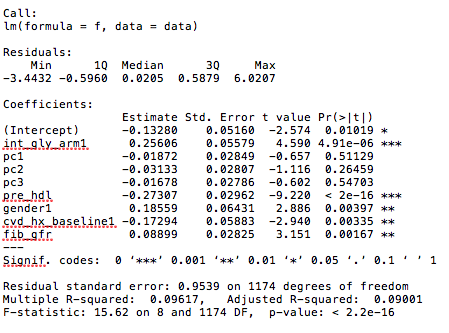 Call:
lm(formula = f, data = data)
Residuals:
Min 1Q Median 3Q Max
-3.4432 -0.5960 0.0205 0.5879 6.0207
Coefficients:
Estimate Std. Error t value Pr(>|t|)
(Intercept) -0.13280 0.05160 -2.574 0.01019 *
int_gly_arm1 0.25606 0.05579 4.590 4.91e-06 ***
pc1 -0.01872 0.02849 -0.657 0.51129
pc2 -0.03133 0.02807 -1.116 0.26459
pc3 -0.01678 0.02786 -0.602 0.54703
pre_hdl -0.27307 0.02962 -9.220 < 2e-16 ***
gender1 0.18559 0.06431 2.886 0.00397 **
cvd_hx_baseline1 -0.17294 0.05883 -2.940 0.00335 **
fib_gfr 0.08899 0.02825 3.151 0.00167 **
---
Signif. codes: 0 ‘***’ 0.001 ‘**’ 0.01 ‘*’ 0.05 ‘.’ 0.1 ‘ ’ 1
Residual standard error: 0.9539 on 1174 degrees of freedom
Multiple R-squared: 0.09617, Adjusted R-squared: 0.09001
F-statistic: 15.62 on 8 and 1174 DF, p-value: < 2.2e-16